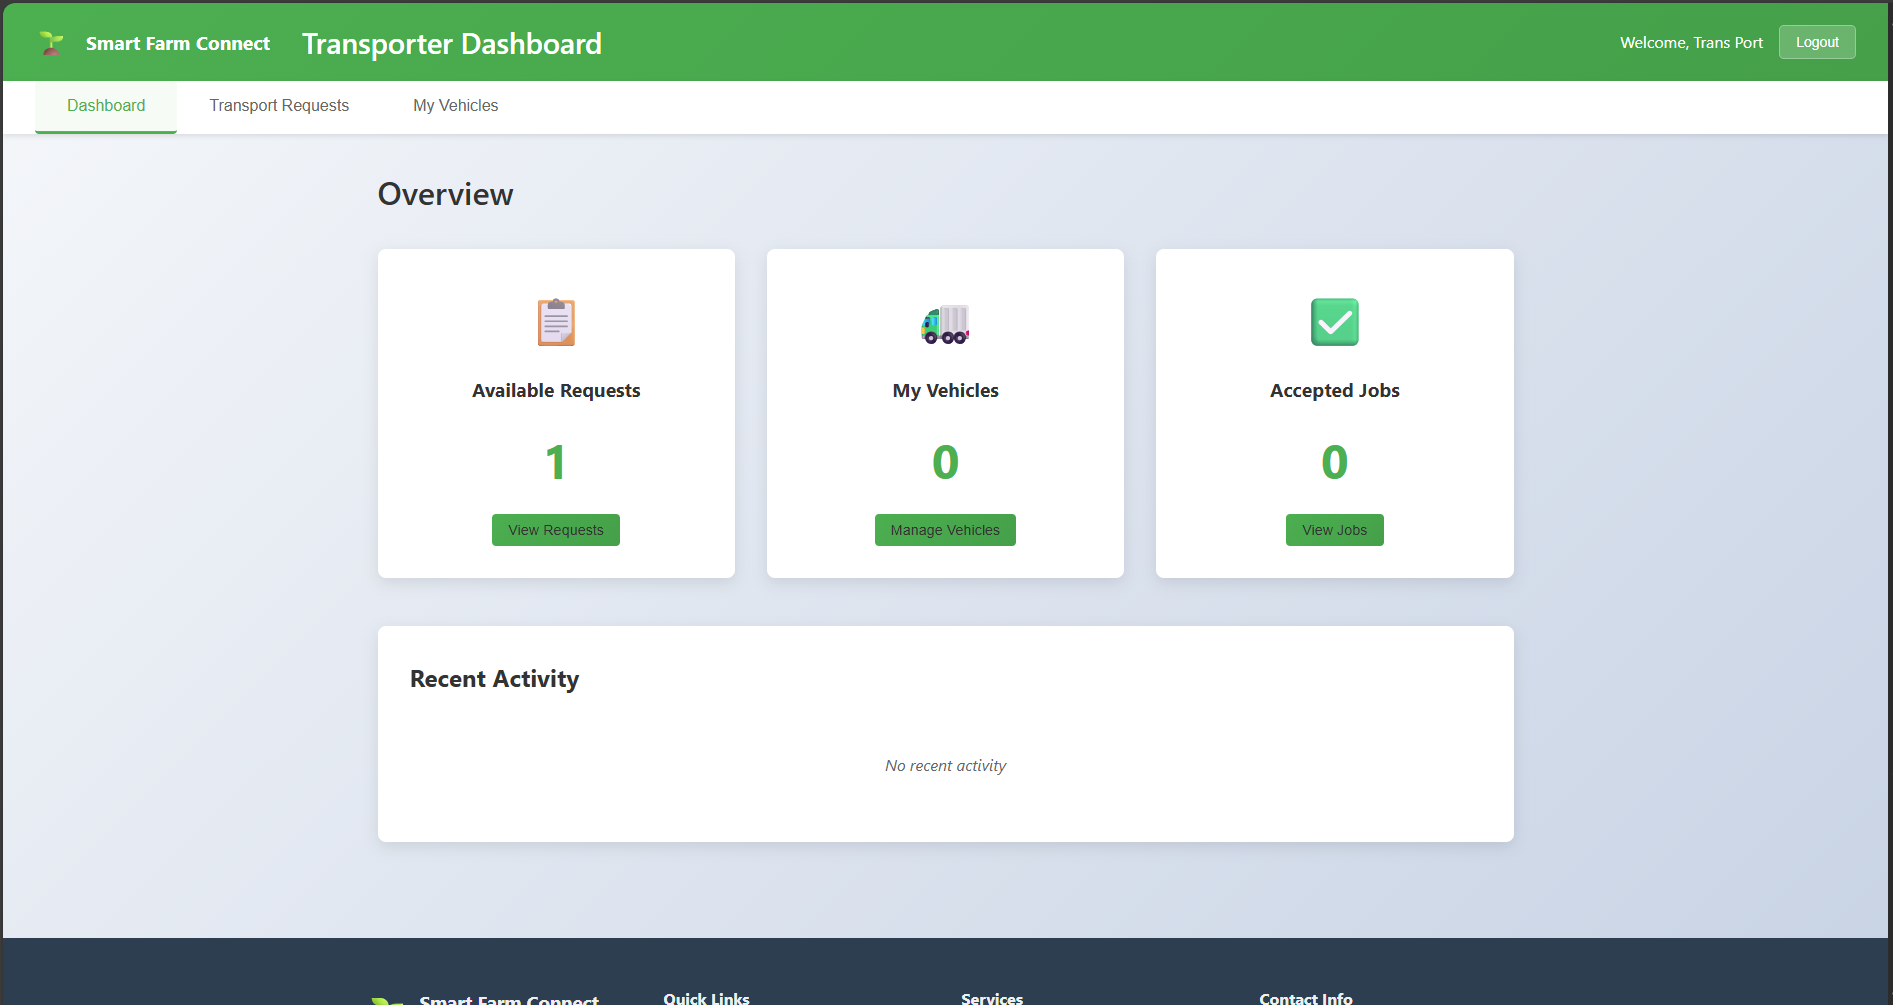 Smart Farm Connect
Transporter Dashboard
Welcome, Trans Port
Logout
Dashboard
Transport Requests
My Vehicles
Overview
Available Requests
1
View Requests
My Vehicles
0
Manage Vehicles
Accepted Jobs
0
View Jobs
Recent Activity
No recent activity
Smart Farm Connect
Quick Links
Services
Contact Info